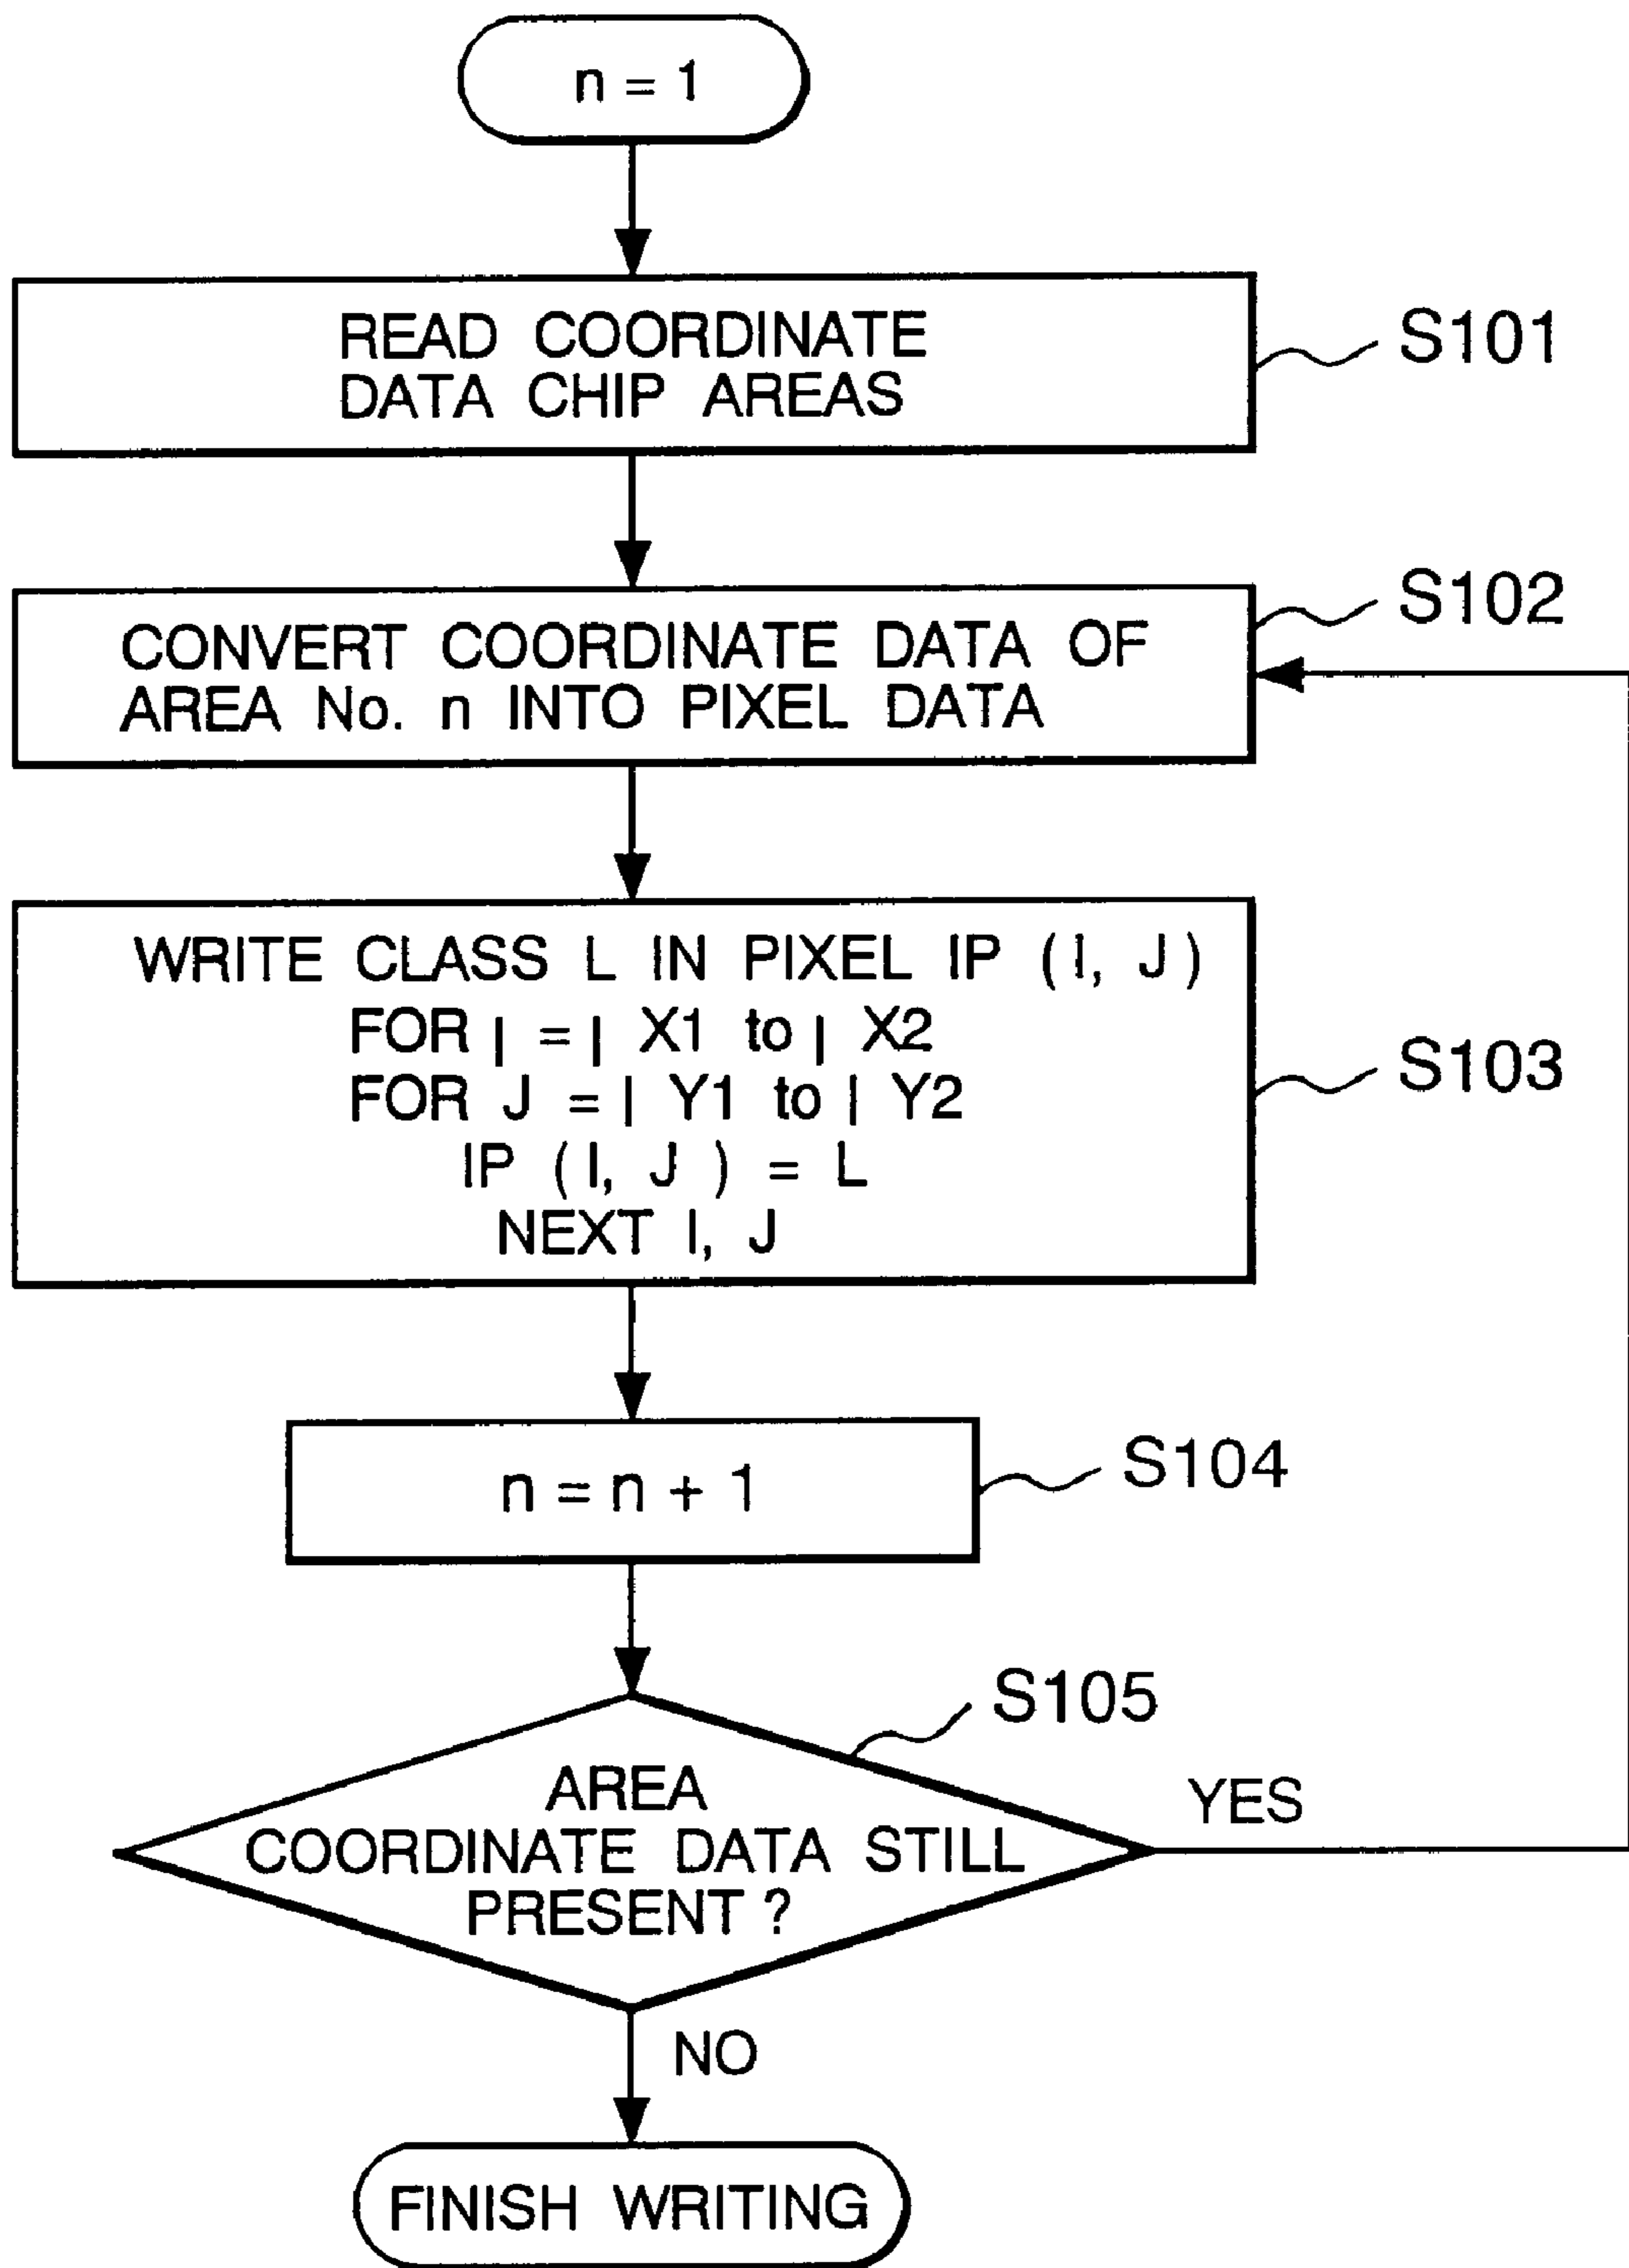 n = 1
READ COORDINATE
DATA CHIP AREAS
S101
CONVERT COORDINATE DATA OF
AREA No. n INTO PIXEL DATA
S102
WRITE CLASS L IN PIXEL IP ( I, J )
FOR I = I X1 to I X2
FOR J = I Y1 to I Y2
IP ( I, J ) = L
NEXT I, J
S103
n = n + 1
S104
S105
AREA
COORDINATE DATA STILL
PRESENT ?
YES
NO
FINISH WRITING